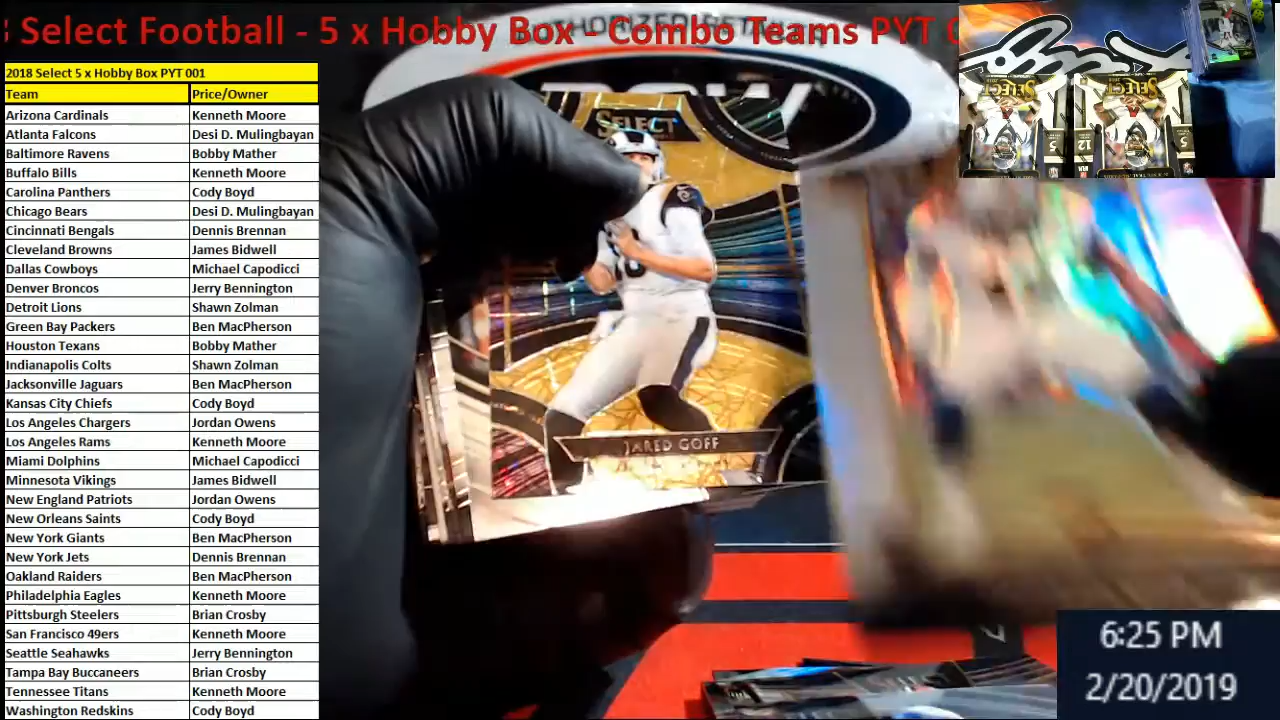 Select Football - 5 x Hobby Box - Combo Teams PYT
2018 Select 5 x Hobby Box PYT 001
Team Price/Owner
Arizona Cardinals Kenneth Moore
Atlanta Falcons Desi D. Mulingbayan
Baltimore Ravens Bobby Mather
Buffalo Bills Kenneth Moore
Carolina Panthers Cody Boyd
Chicago Bears Desi D. Mulingbayan
Cincinnati Bengals Dennis Brennan
Cleveland Browns James Bidwell
Dallas Cowboys Michael Capodicci
Denver Broncos Jerry Bennington
Detroit Lions Shawn Zolman
Green Bay Packers Ben MacPherson
Houston Texans Bobby Mather
Indianapolis Colts Shawn Zolman
Jacksonville Jaguars Ben MacPherson
Kansas City Chiefs Cody Boyd
Los Angeles Chargers Jordan Owens
Los Angeles Rams Kenneth Moore
Miami Dolphins Michael Capodicci
Minnesota Vikings James Bidwell
New England Patriots Jordan Owens
New Orleans Saints Cody Boyd
New York Giants Ben MacPherson
New York Jets Dennis Brennan
Oakland Raiders Ben MacPherson
Philadelphia Eagles Kenneth Moore
Pittsburgh Steelers Brian Crosby
San Francisco 49ers Kenneth Moore
Seattle Seahawks Jerry Bennington
Tampa Bay Buccaneers Brian Crosby
Tennessee Titans Kenneth Moore
Washington Redskins Cody Boyd
SELECT
JARED GOFF
SELECT
SELECT
5
12
5
6:25 PM
2/20/2019